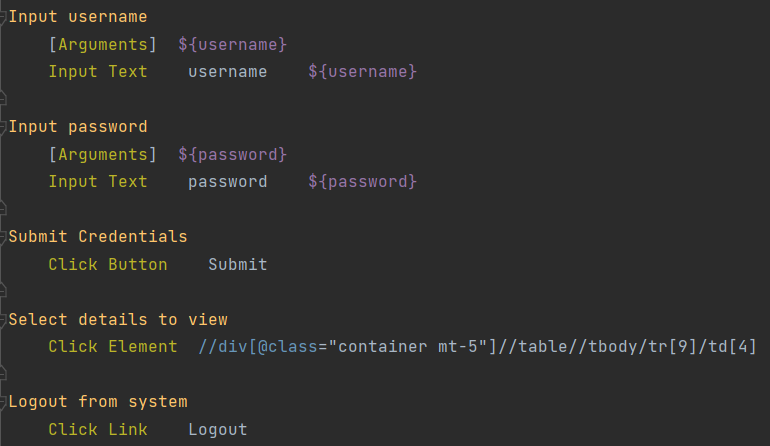 Input username
    [Arguments]  ${username}
    Input Text    username    ${username}
Input password
    [Arguments]  ${password}
    Input Text    password    ${password}
Submit Credentials
    Click Button    Submit
Select details to view
    Click Element  //div[@class="container mt-5"]//table//tbody/tr[9]/td[4]
Logout from system
    Click Link    Logout